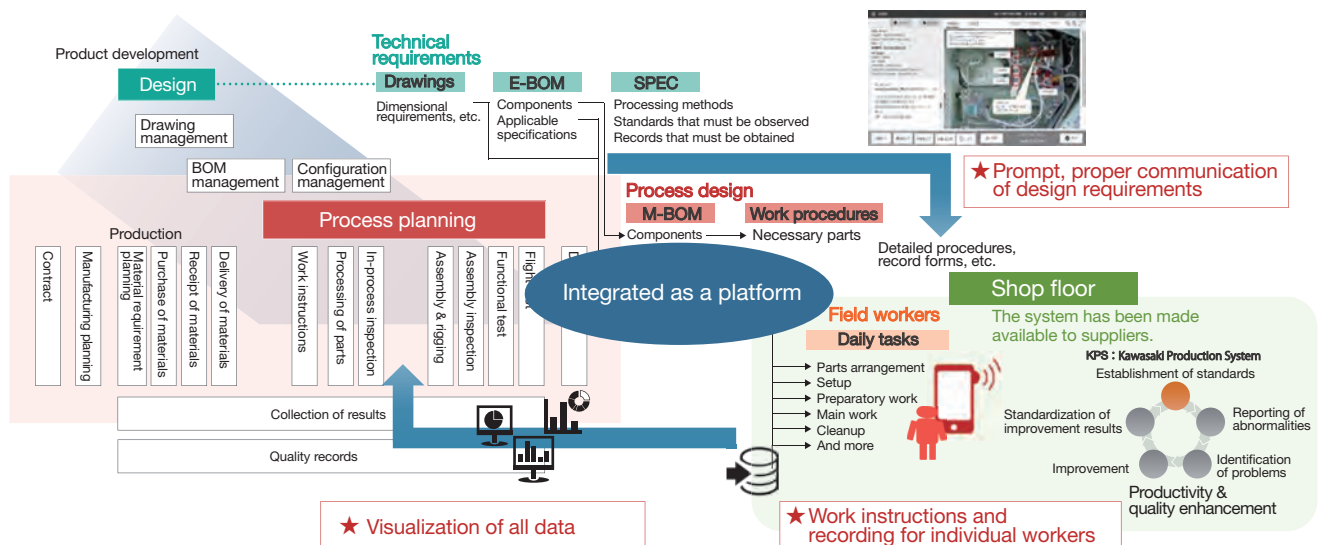 Product development
Design
Drawing
management
BOM
management
Configuration
management
Technical
requirements
Drawings
Dimensional
requirements, etc.
E-BOM
Components
Applicable
specifications
SPEC
Processing methods
Standards that must be observed
Records that must be obtained
★ Prompt, proper communication
of design requirements
Process design
M-BOM
Components
Work procedures
Necessary parts
Detailed procedures,
record forms, etc.
Process planning
Production
Contract
Manufacturing planning
Material requirement
planning
Purchase of materials
Receipt of materials
Delivery of materials
Work instructions
Processing of parts
In-process inspection
Assembly & rigging
Assembly inspection
Functional test
Integrated as a platform
Collection of results
Quality records
★ Visualization of all data
Shop floor
The system has been made
available to suppliers.
Field workers
Daily tasks
Parts arrangement
Setup
Preparatory work
Main work
Cleanup
And more
KPS : Kawasaki Production System
Establishment of standards
Reporting of
abnormalities
Identification
of problems
Improvement
Standardization of
improvement results
Productivity &
quality enhancement
★ Work instructions and
recording for individual workers